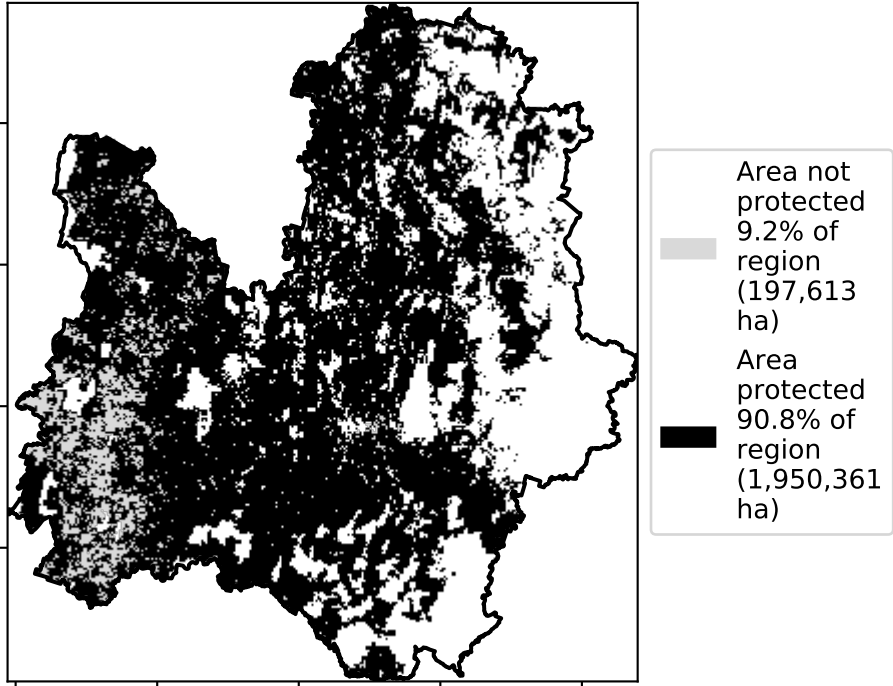 Area not
protected
9.2% of
region
(197,613
ha)
Area
protected
90.8% of
region
(1,950,361
ha)